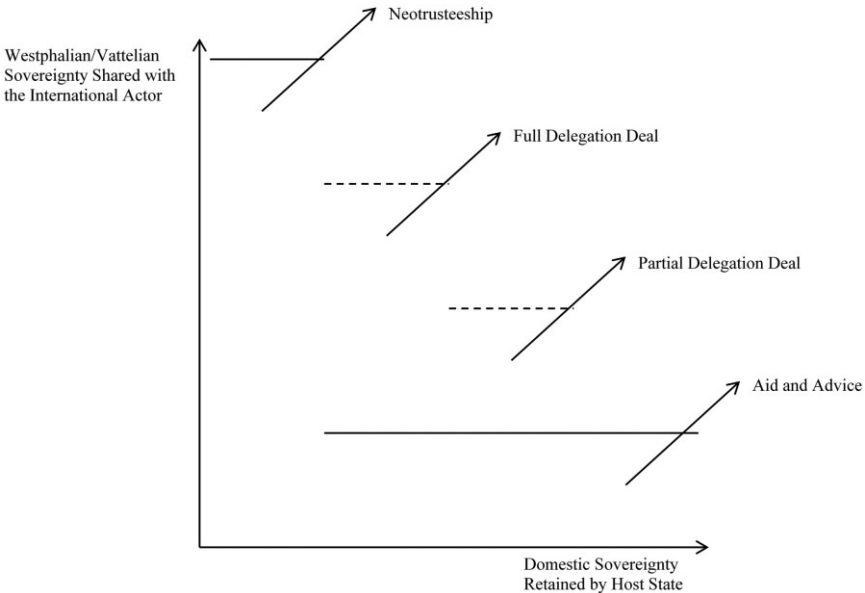 Neotrusteeship
Westphalian/Vattelian
Sovereignty Shared with
the International Actor
Full Delegation Deal
Partial Delegation Deal
Aid and Advice
Domestic Sovereignty
Retained by Host State